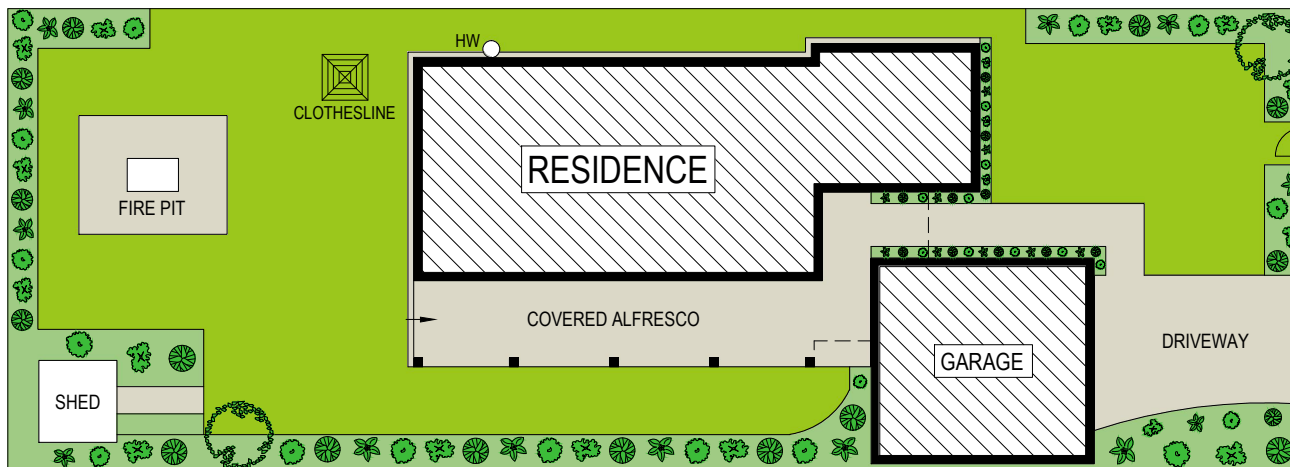 HW
CLOTHESLINE
RESIDENCE
FIRE PIT
COVERED ALFRESCO
DRIVEWAY
GARAGE
SHED